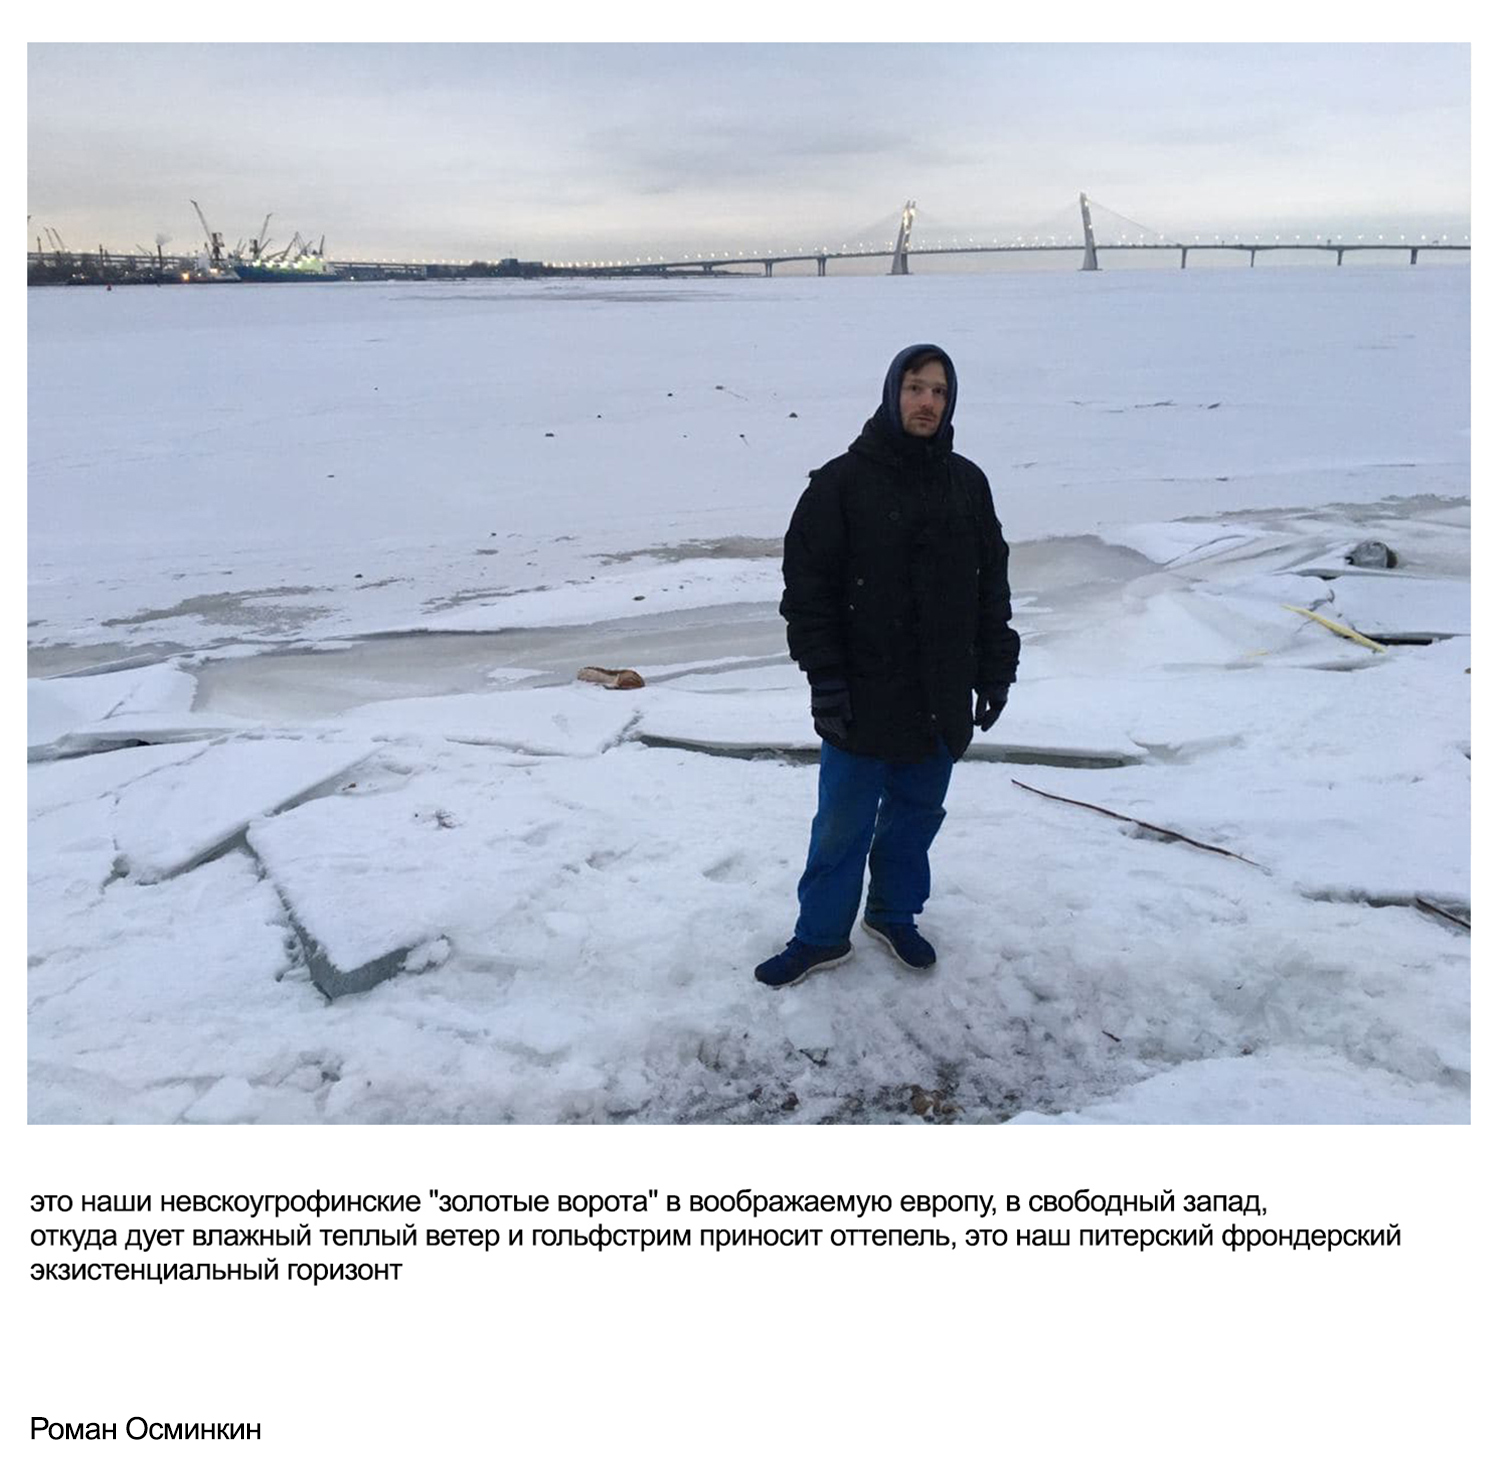 это наши невскоугрофинские "золотые ворота" в воображаемую европу, в свободный запад,
откуда дует влажный теплый ветер и гольфстрим приносит оттепель, это наш питерский фрондерский
экзистенциальный горизонт
Роман Осминкин